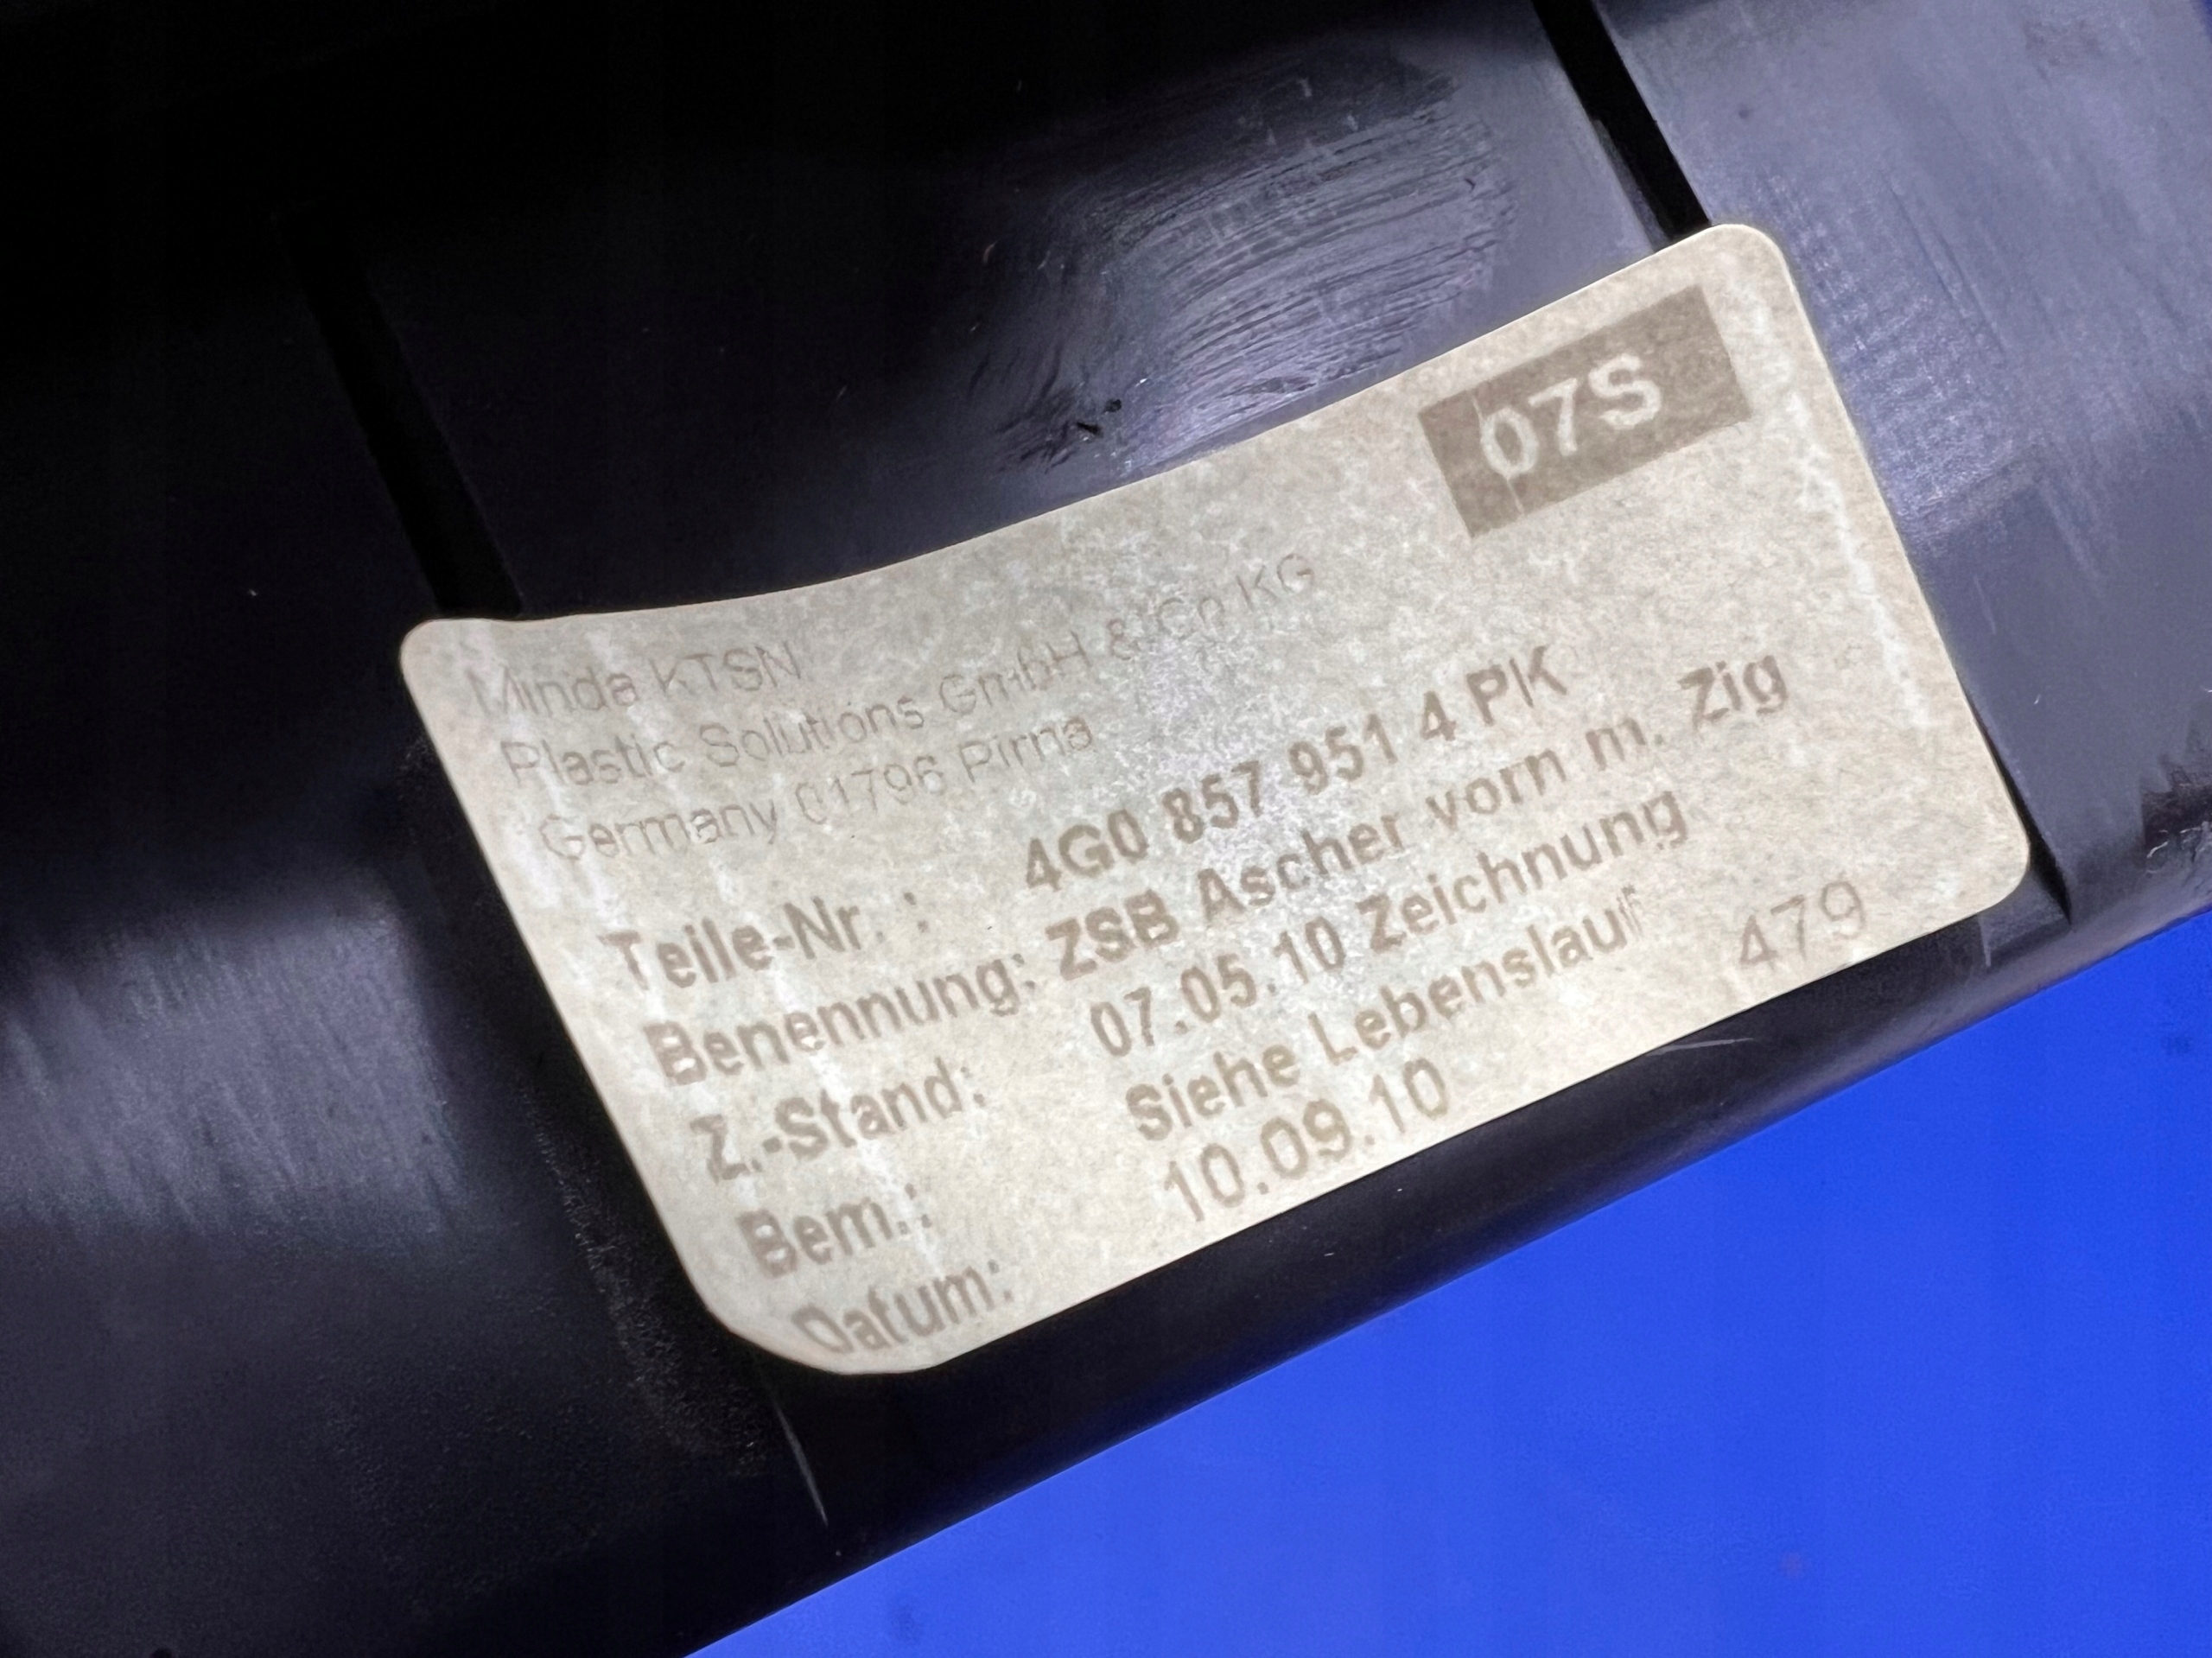 07S
Minda KTSN
Plastic Solutions GmbH & Co KG
Germany 01796 Pirna
Teile-Nr. : 4G0 857 951 4 PK
Benennung: ZSB Ascher vorn m. Zig
Z.-Stand: 07.05.10 Zeichnung
Bem.: Siehe Lebenslauf 479
Datum: 10.09.10